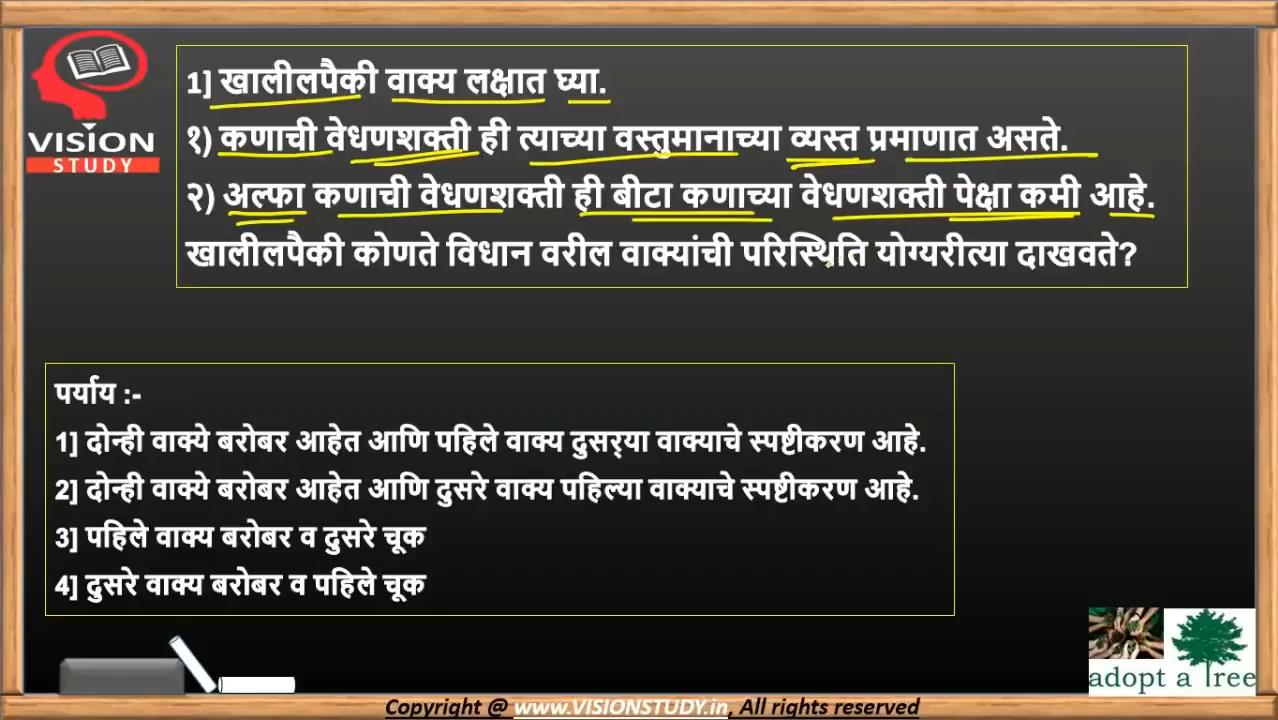 VISION
STUDY
1] खालीलपैकी वाक्य लक्षात घ्या.
१) कणाची वेधणशक्ती ही त्याच्या वस्तुमानाच्या व्यस्त प्रमाणात असते.
२) अल्फा कणाची वेधणशक्ती ही बीटा कणाच्या वेधणशक्ती पेक्षा कमी आहे.
खालीलपैकी कोणते विधान वरील वाक्यांची परिस्थिति योग्यरीत्या दाखवते?
पर्याय :-
1] दोन्ही वाक्ये बरोबर आहेत आणि पहिले वाक्य दुसऱ्या वाक्याचे स्पष्टीकरण आहे.
2] दोन्ही वाक्ये बरोबर आहेत आणि दुसरे वाक्य पहिल्या वाक्याचे स्पष्टीकरण आहे.
3] पहिले वाक्य बरोबर व दुसरे चूक
4] दुसरे वाक्य बरोबर व पहिले चूक
adopt a Tree
Copyright @ www.VISIONSTUDY.in, All rights reserved